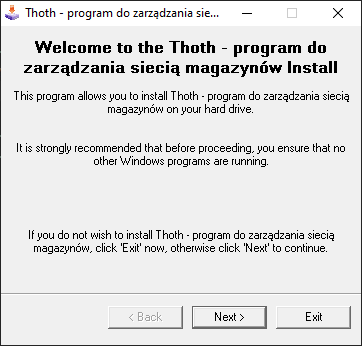 Thoth - program do zarządzania sie...
Welcome to the Thoth - program do
zarządzania siecią magazynów Install
This program allows you to install Thoth - program do zarządzania siecią
magazynów on your hard drive.
It is strongly recommended that before proceeding, you ensure that no
other Windows programs are running.
If you do not wish to install Thoth - program do zarządzania siecią
magazynów, click 'Exit' now, otherwise click 'Next' to continue.
< Back Next > Exit